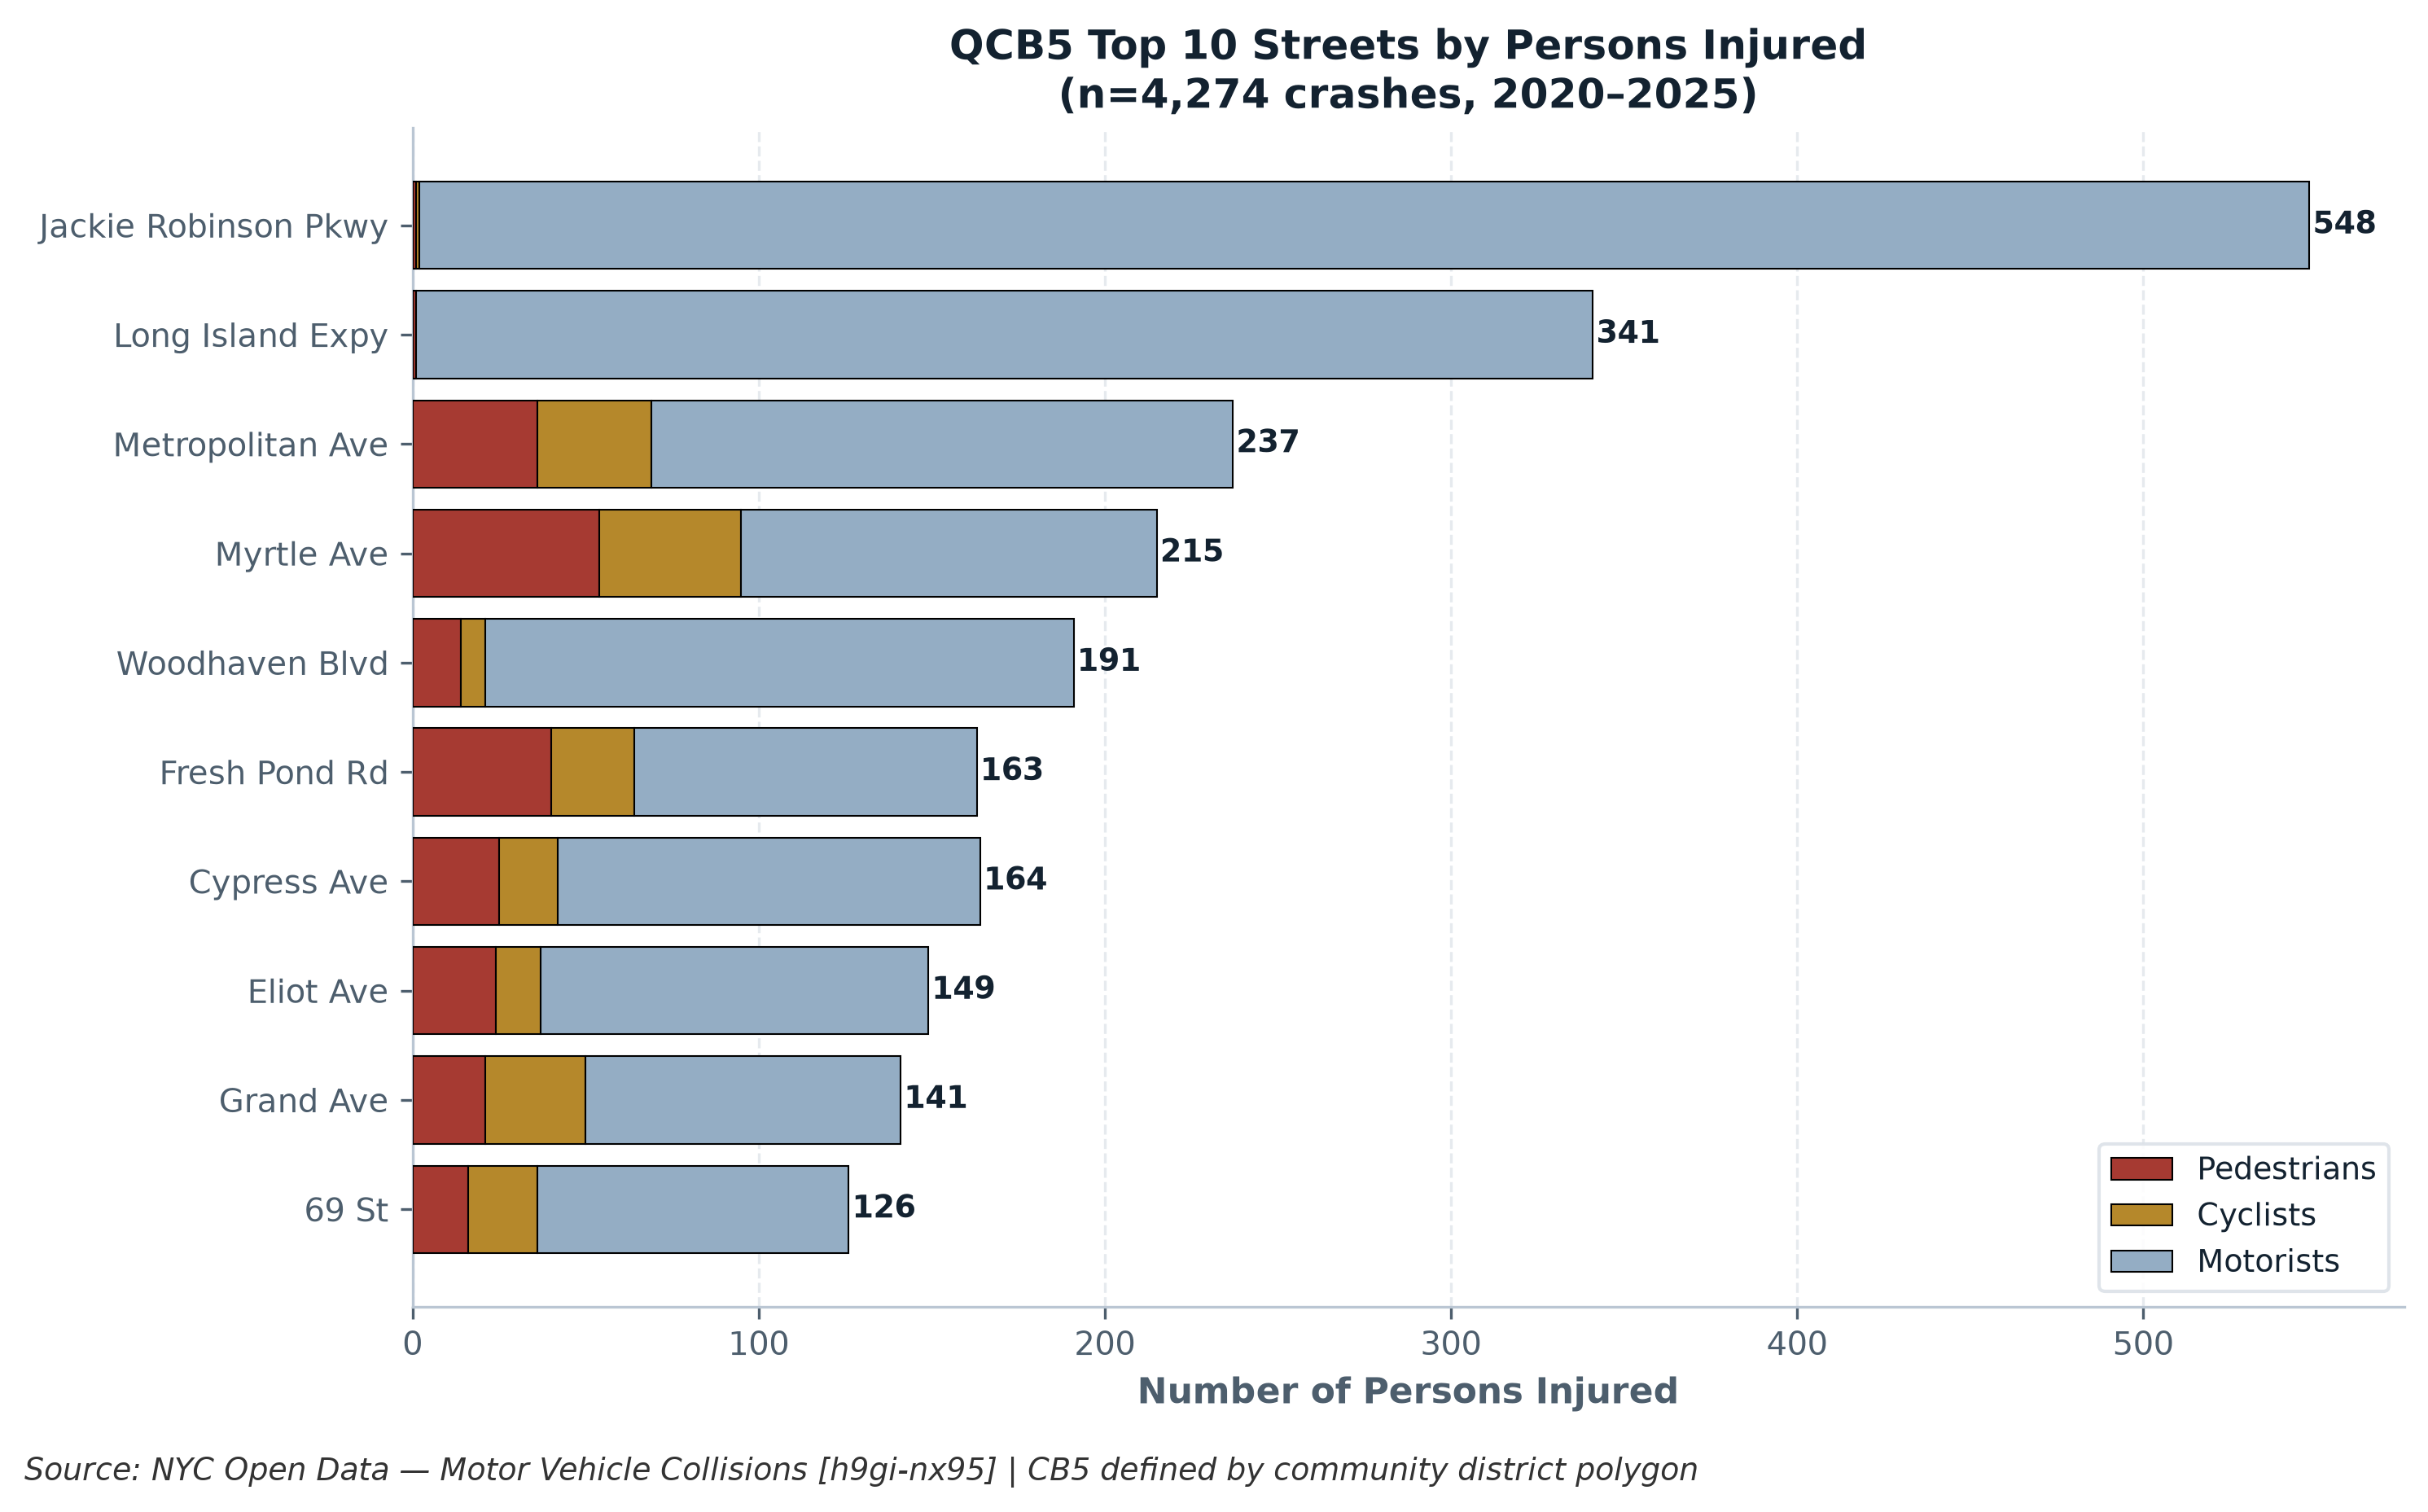 QCB5 Top 10 Streets by Persons Injured
(n=4,274 crashes, 2020–2025)
Jackie Robinson Pkwy
548
Long Island Expy
341
Metropolitan Ave
237
Myrtle Ave
215
Woodhaven Blvd
191
Fresh Pond Rd
163
Cypress Ave
164
Eliot Ave
149
Grand Ave
141
69 St
126
Pedestrians
Cyclists
Motorists
0 100 200 300 400 500
Number of Persons Injured
Source: NYC Open Data — Motor Vehicle Collisions [h9gi-nx95] | CB5 defined by community district polygon